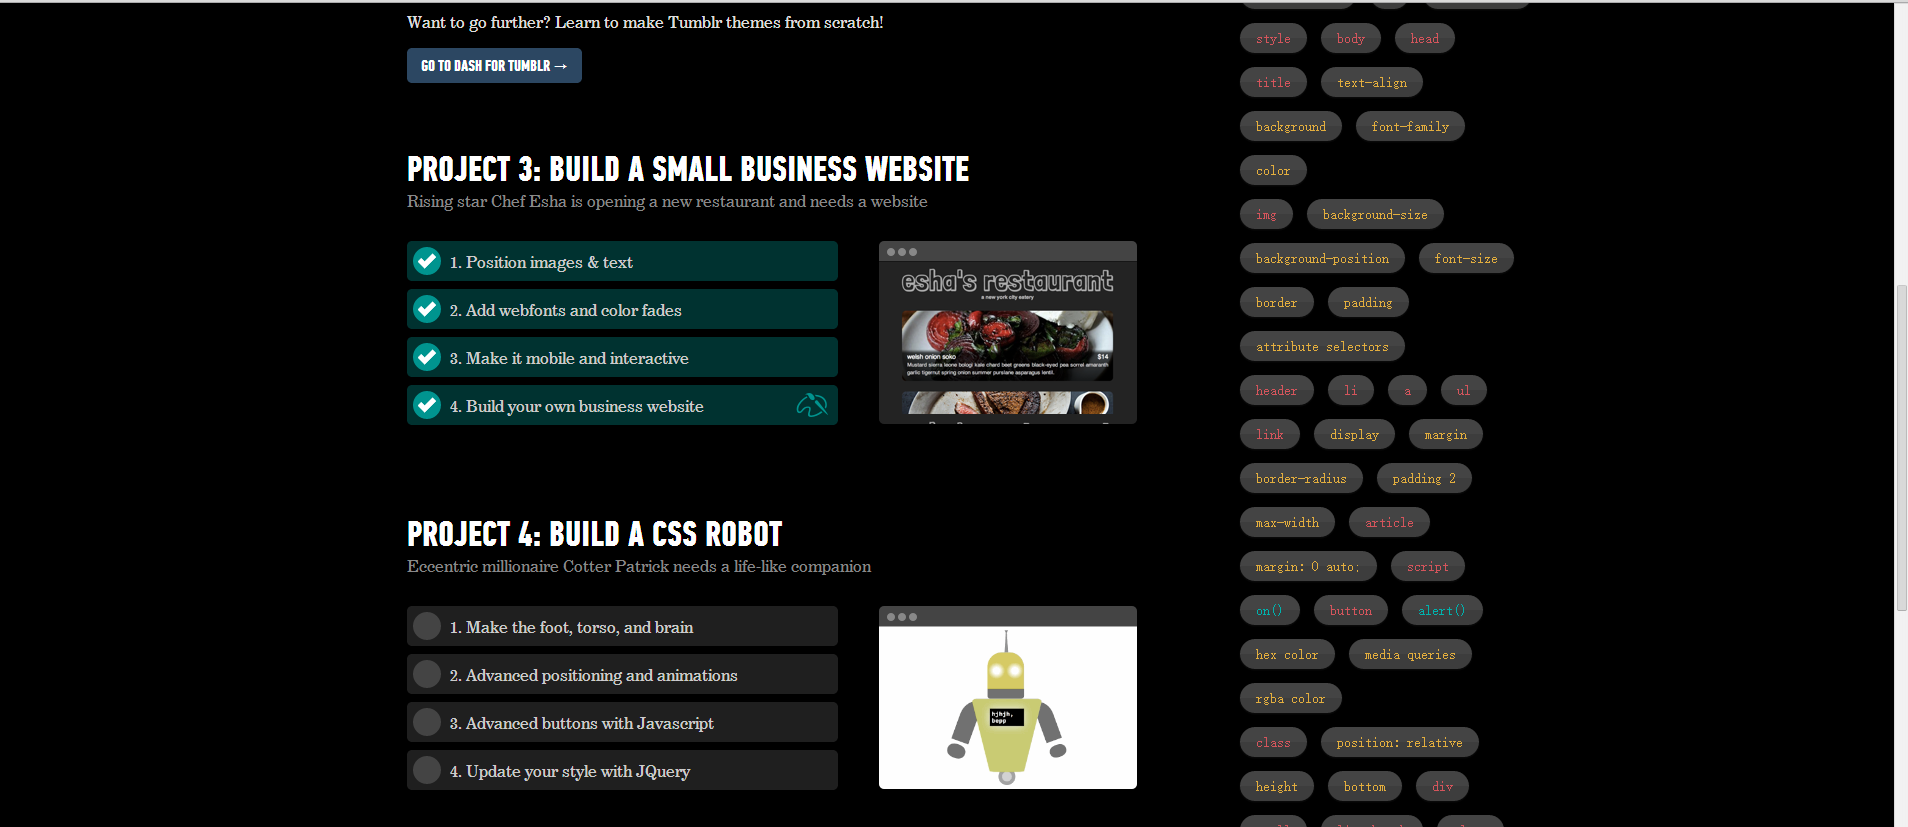 Want to go further? Learn to make Tumblr themes from scratch!
GO TO DASH FOR TUMBLR →
PROJECT 3: BUILD A SMALL BUSINESS WEBSITE
Rising star Chef Esha is opening a new restaurant and needs a website
1. Position images & text
2. Add webfonts and color fades
3. Make it mobile and interactive
4. Build your own business website
esha's restaurant
a new york city eatery
welsh onion soko $14
Mustard sierra leone bologi kale chard beet greens black-eyed pea sorrel amaranth
garlic tigernut spring onion summer purslane asparagus lentil.
PROJECT 4: BUILD A CSS ROBOT
Eccentric millionaire Cotter Patrick needs a life-like companion
1. Make the foot, torso, and brain
2. Advanced positioning and animations
3. Advanced buttons with Javascript
4. Update your style with JQuery
hjhjh,
bepp
style body head
title text-align
background font-family
color
img background-size
background-position font-size
border padding
attribute selectors
header li a ul
link display margin
border-radius padding 2
max-width article
margin: 0 auto; script
on() button alert()
hex color media queries
rgba color
class position: relative
height bottom div